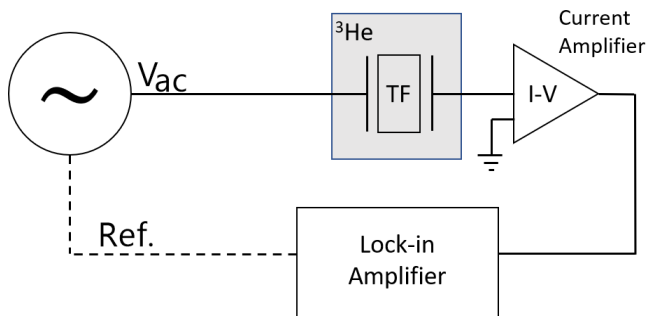 Current
Amplifier
³He
Vac
TF
I-V
Ref.
Lock-in
Amplifier